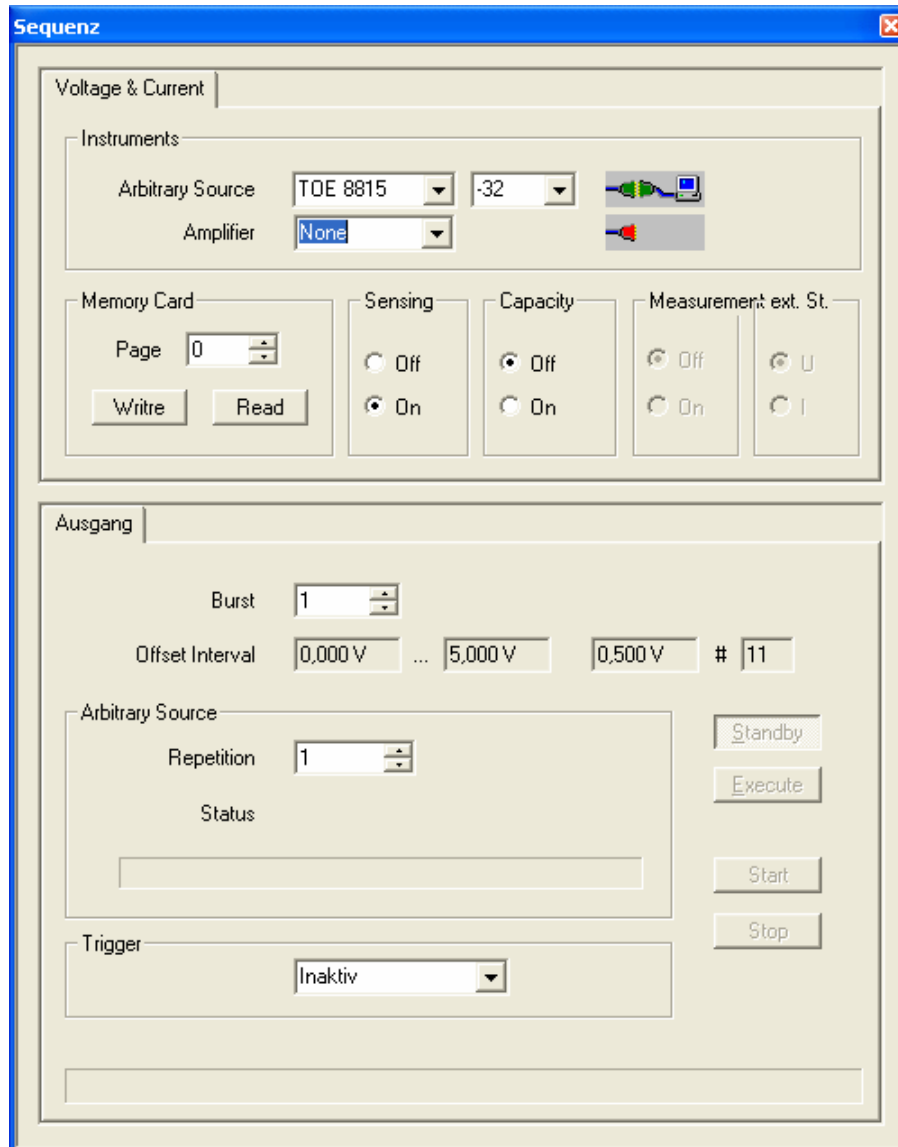 Sequenz
Voltage & Current
Instruments
Arbitrary Source TOE 8815 -32
Amplifier None
Memory Card Sensing Capacity Measurement ext. St.
Page 0 Off Off Off U
Writre Read On On On I
Ausgang
Burst 1
Offset Interval 0,000 V ... 5,000 V 0,500 V # 11
Arbitrary Source
Standby
Repetition 1
Execute
Status
Start
Stop
Trigger
Inaktiv